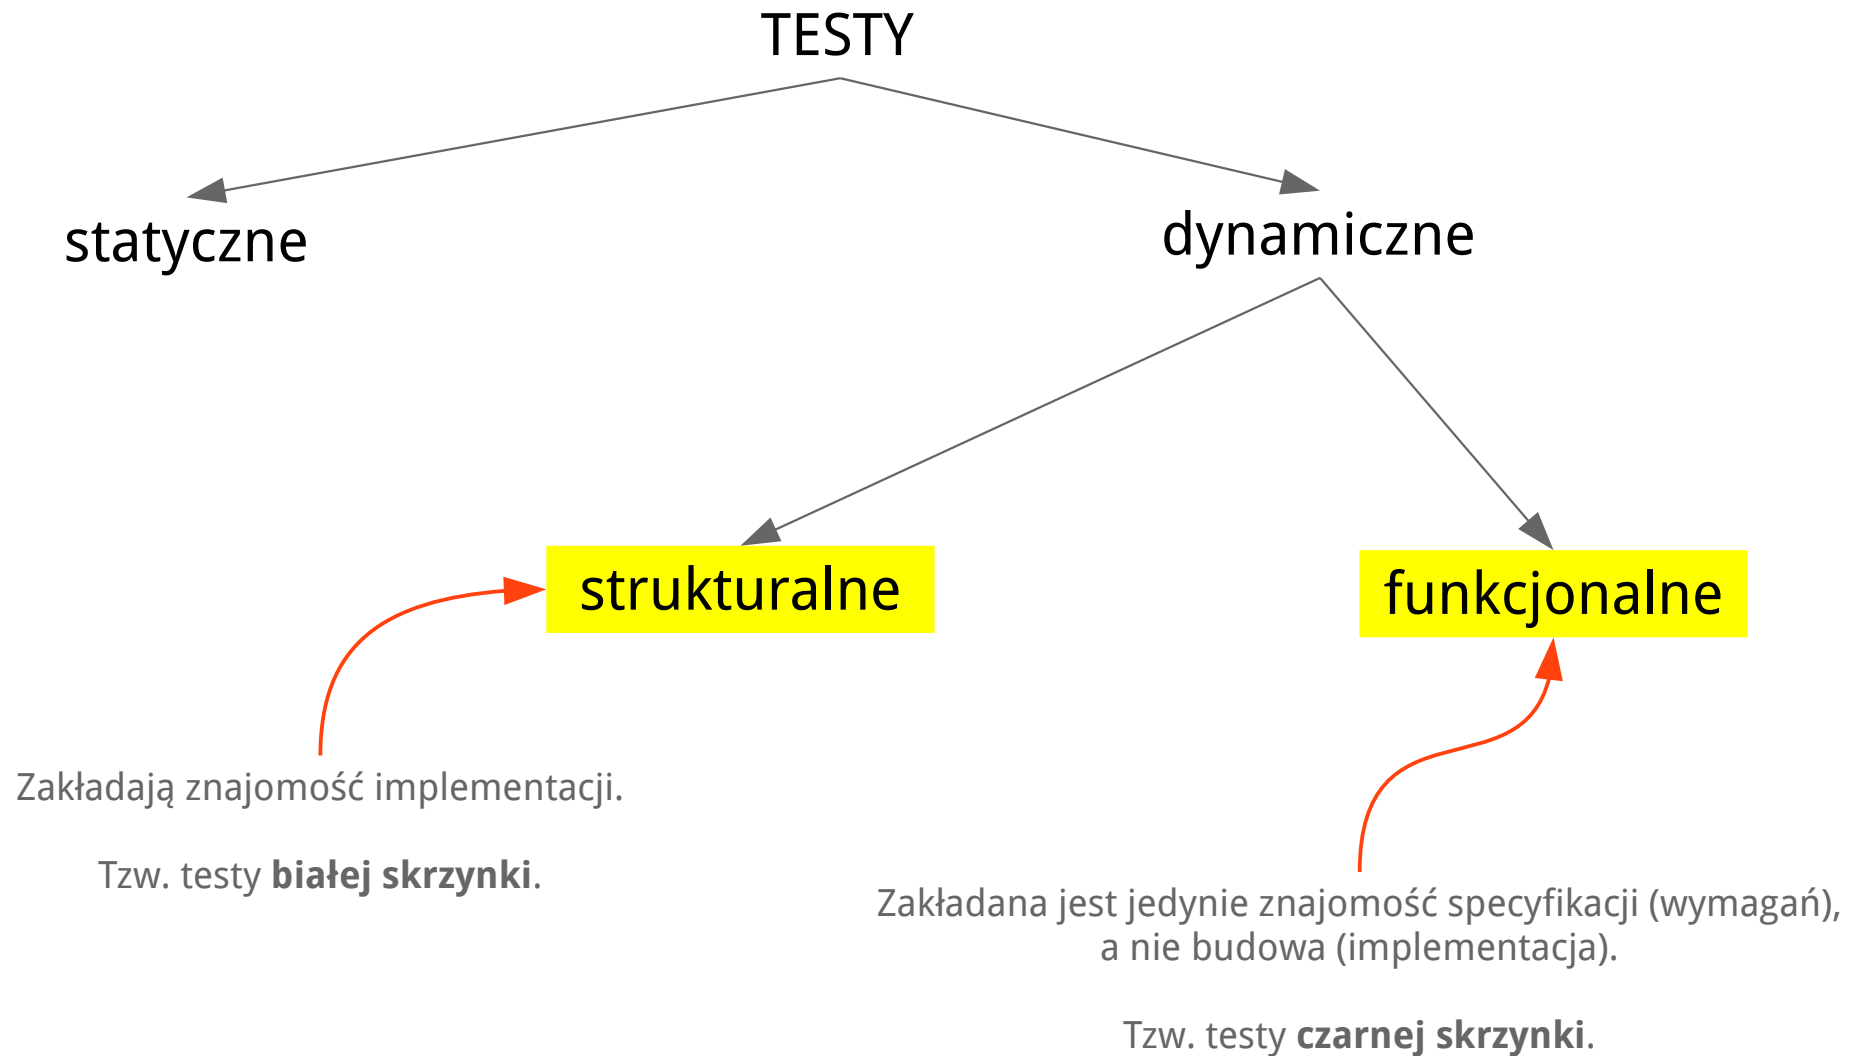 TESTY
statyczne
dynamiczne
strukturalne
funkcjonalne
Zakładają znajomość implementacji.
Tzw. testy białej skrzynki.
Zakładana jest jedynie znajomość specyfikacji (wymagań),
a nie budowa (implementacja).
Tzw. testy czarnej skrzynki.